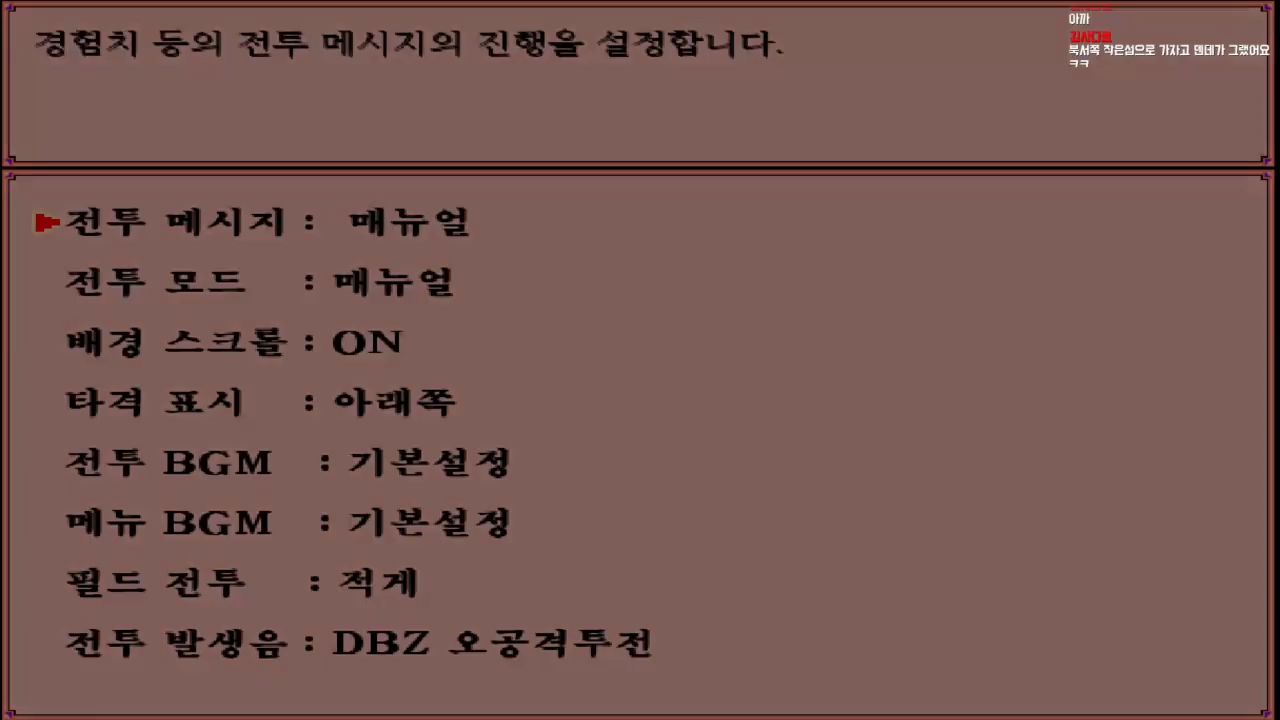 경험치 등의 전투 메시지의 진행을 설정합니다.
아까
김사다르
북서쪽 작은섬으로 가자고 덴데가 그랬어요
ㅋㅋ
전투 메시지 : 매뉴얼
전투 모드 : 매뉴얼
배경 스크롤 : ON
타격 표시 : 아래쪽
전투 BGM : 기본설정
메뉴 BGM : 기본설정
필드 전투 : 적게
전투 발생음 : DBZ 오공격투전